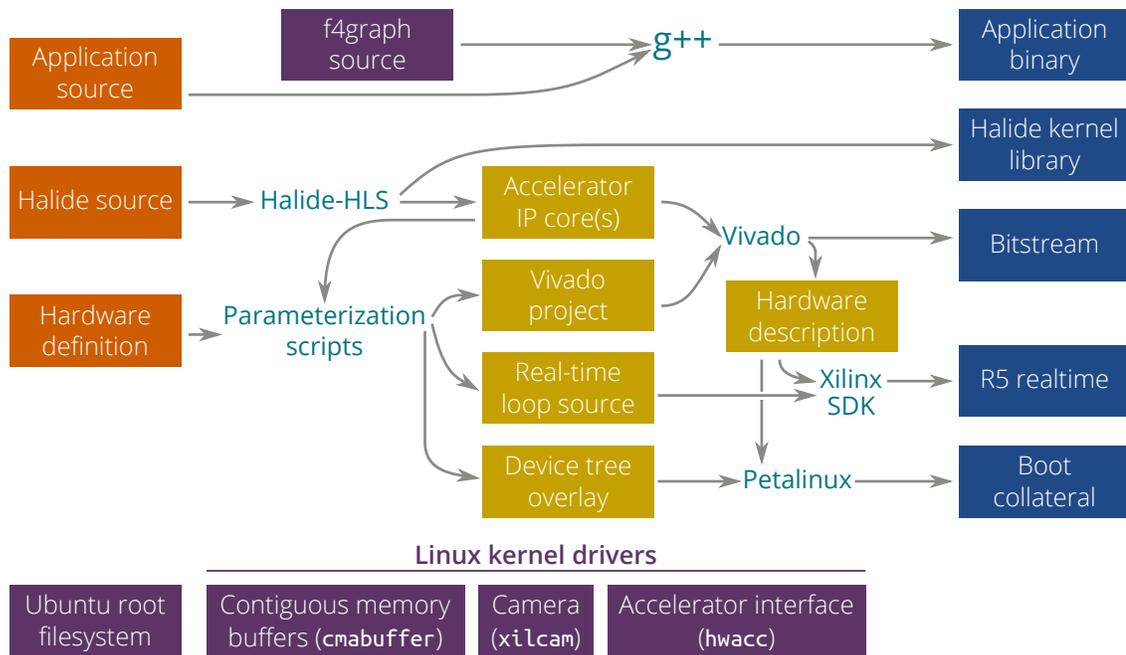 f4graph
source
g++
Application
binary
Application
source
Halide kernel
library
Halide source
Halide-HLS
Accelerator
IP core(s)
Vivado
Bitstream
Vivado
project
Hardware
description
Hardware
definition
Parameterization
scripts
Real-time
loop source
Xilinx
SDK
R5 realtime
Device tree
overlay
Petalinux
Boot
collateral
Linux kernel drivers
Ubuntu root
filesystem
Contiguous memory
buffers (cmabuffer)
Camera
(xilcam)
Accelerator interface
(hwacc)